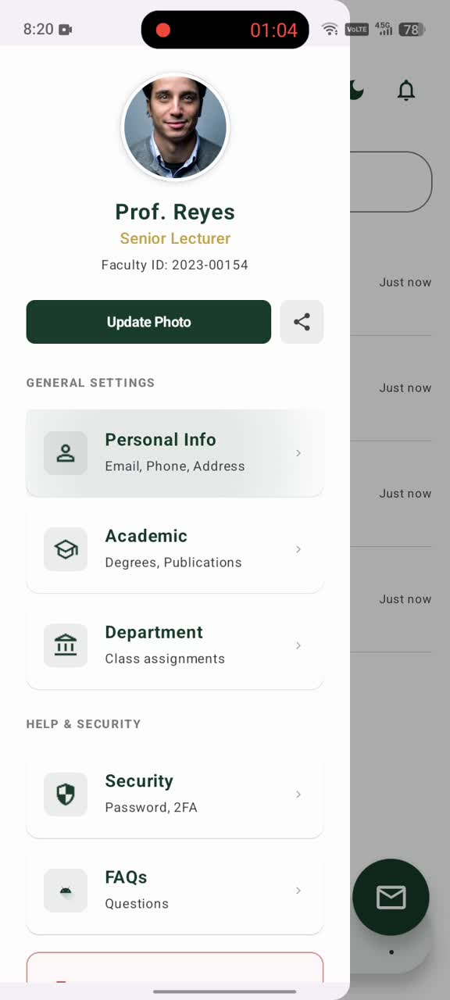 8:20
01:04
VoLTE
4.5G
78
Prof. Reyes
Senior Lecturer
Faculty ID: 2023-00154
Just now
Update Photo
GENERAL SETTINGS
Just now
Personal Info
Email, Phone, Address
Just now
Academic
Degrees, Publications
Just now
Department
Class assignments
HELP & SECURITY
Security
Password, 2FA
FAQs
Questions